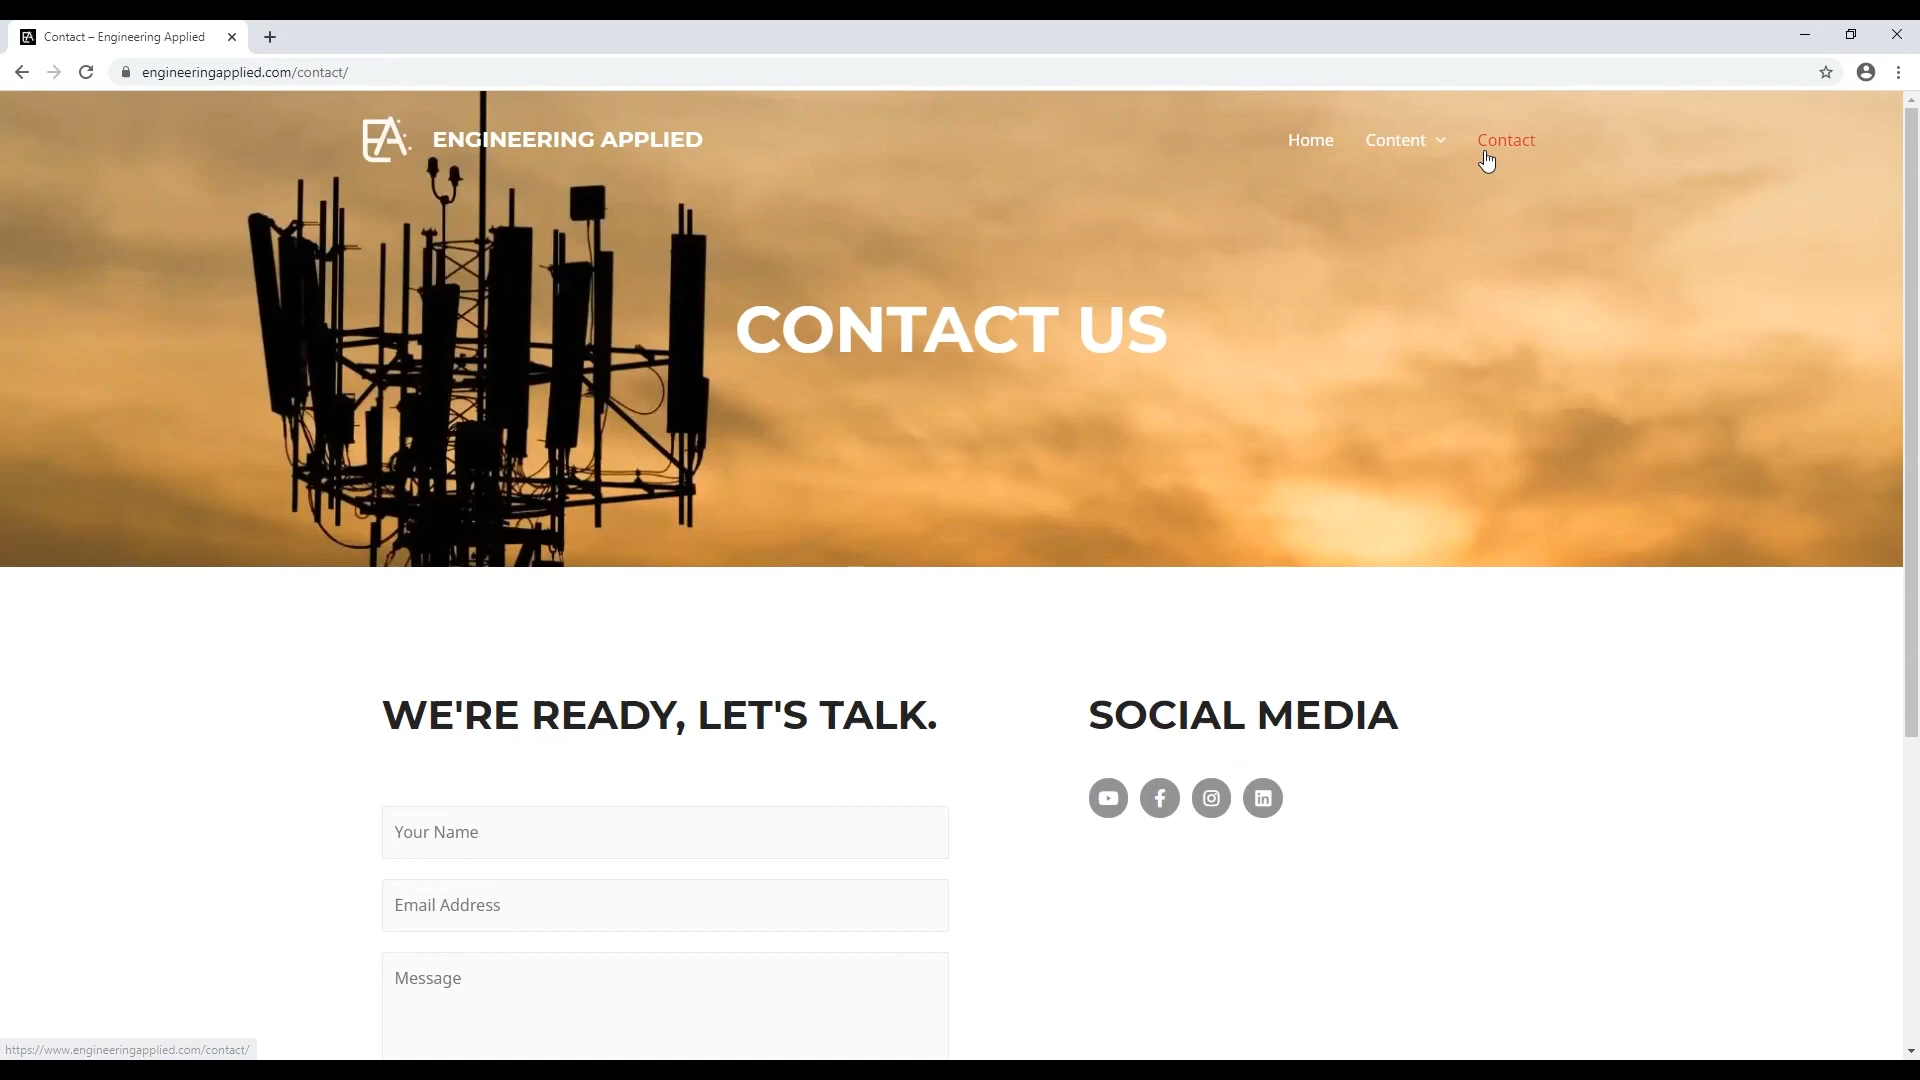 Contact – Engineering Applied
engineeringapplied.com/contact/
EA ENGINEERING APPLIED
Home Content Contact
CONTACT US
WE'RE READY, LET'S TALK.
SOCIAL MEDIA
Your Name
Email Address
Message
https://www.engineeringapplied.com/contact/